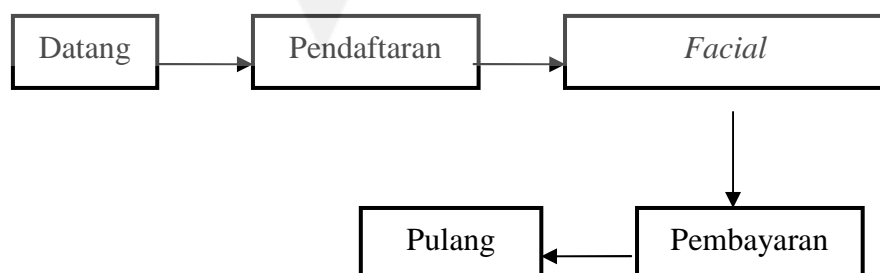 Datang
Pendaftaran
Facial
Pulang
Pembayaran